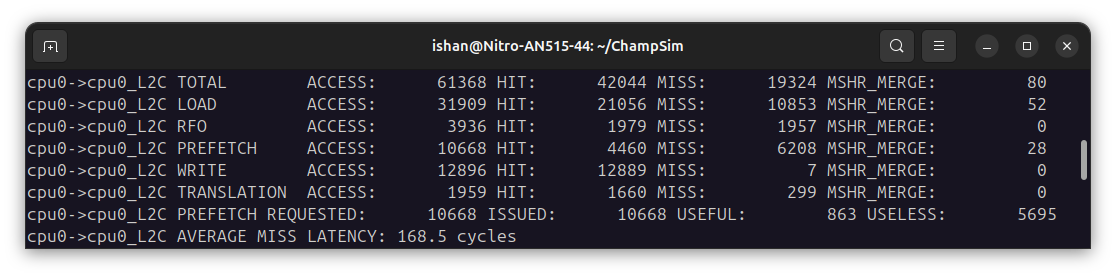 ishan@Nitro-AN515-44: ~/ChampSim
cpu0->cpu0_L2C TOTAL        ACCESS:      61368 HIT:      42044 MISS:      19324 MSHR_MERGE:         80
cpu0->cpu0_L2C LOAD         ACCESS:      31909 HIT:      21056 MISS:      10853 MSHR_MERGE:         52
cpu0->cpu0_L2C RFO          ACCESS:       3936 HIT:       1979 MISS:       1957 MSHR_MERGE:          0
cpu0->cpu0_L2C PREFETCH     ACCESS:      10668 HIT:       4460 MISS:       6208 MSHR_MERGE:         28
cpu0->cpu0_L2C WRITE        ACCESS:      12896 HIT:      12889 MISS:          7 MSHR_MERGE:          0
cpu0->cpu0_L2C TRANSLATION  ACCESS:       1959 HIT:       1660 MISS:        299 MSHR_MERGE:          0
cpu0->cpu0_L2C PREFETCH REQUESTED:      10668 ISSUED:      10668 USEFUL:        863 USELESS:       5695
cpu0->cpu0_L2C AVERAGE MISS LATENCY: 168.5 cycles